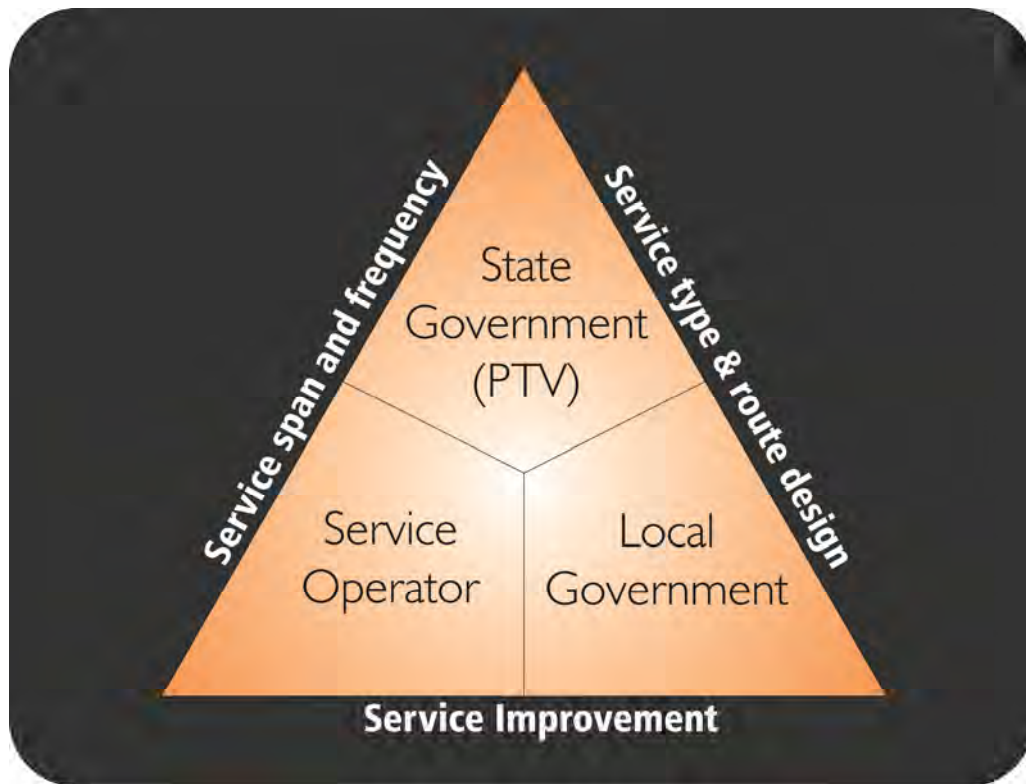 Service span and frequency
Service type & route design
State
Government
(PTV)
Service
Operator
Local
Government
Service Improvement